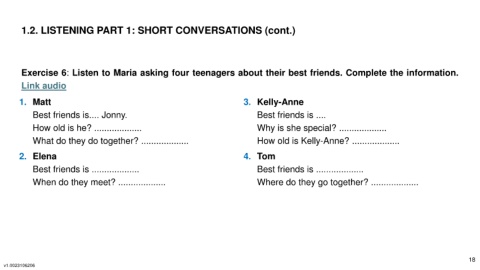 1.2. LISTENING PART 1: SHORT CONVERSATIONS (cont.)
Exercise 6: Listen to Maria asking four teenagers about their best friends. Complete the information.
Link audio
1. Matt
Best friends is.... Jonny.
How old is he? ...................
What do they do together? ...................
2. Elena
Best friends is ...................
When do they meet? ...................
3. Kelly-Anne
Best friends is ....
Why is she special? ...................
How old is Kelly-Anne? ...................
4. Tom
Best friends is ...................
Where do they go together? ...................
18